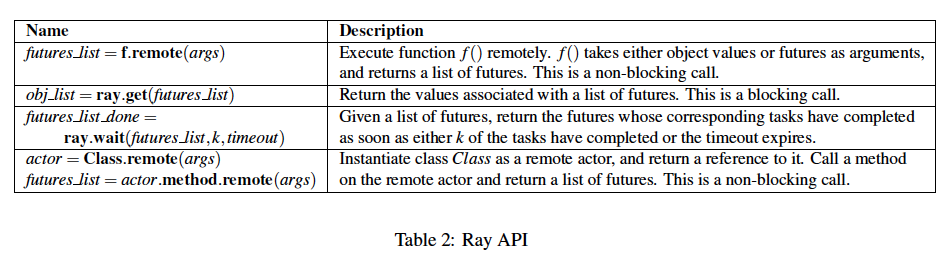 Name Description
futures_list = f.remote(args) Execute function f() remotely. f() takes either object values or futures as arguments,
and returns a list of futures. This is a non-blocking call.
obj_list = ray.get(futures_list) Return the values associated with a list of futures. This is a blocking call.
futures_list_done = Given a list of futures, return the futures whose corresponding tasks have completed
ray.wait(futures_list,k,timeout) as soon as either k of the tasks have completed or the timeout expires.
actor = Class.remote(args) Instantiate class Class as a remote actor, and return a reference to it. Call a method
futures_list = actor.method.remote(args) on the remote actor and return a list of futures. This is a non-blocking call.
Table 2: Ray API